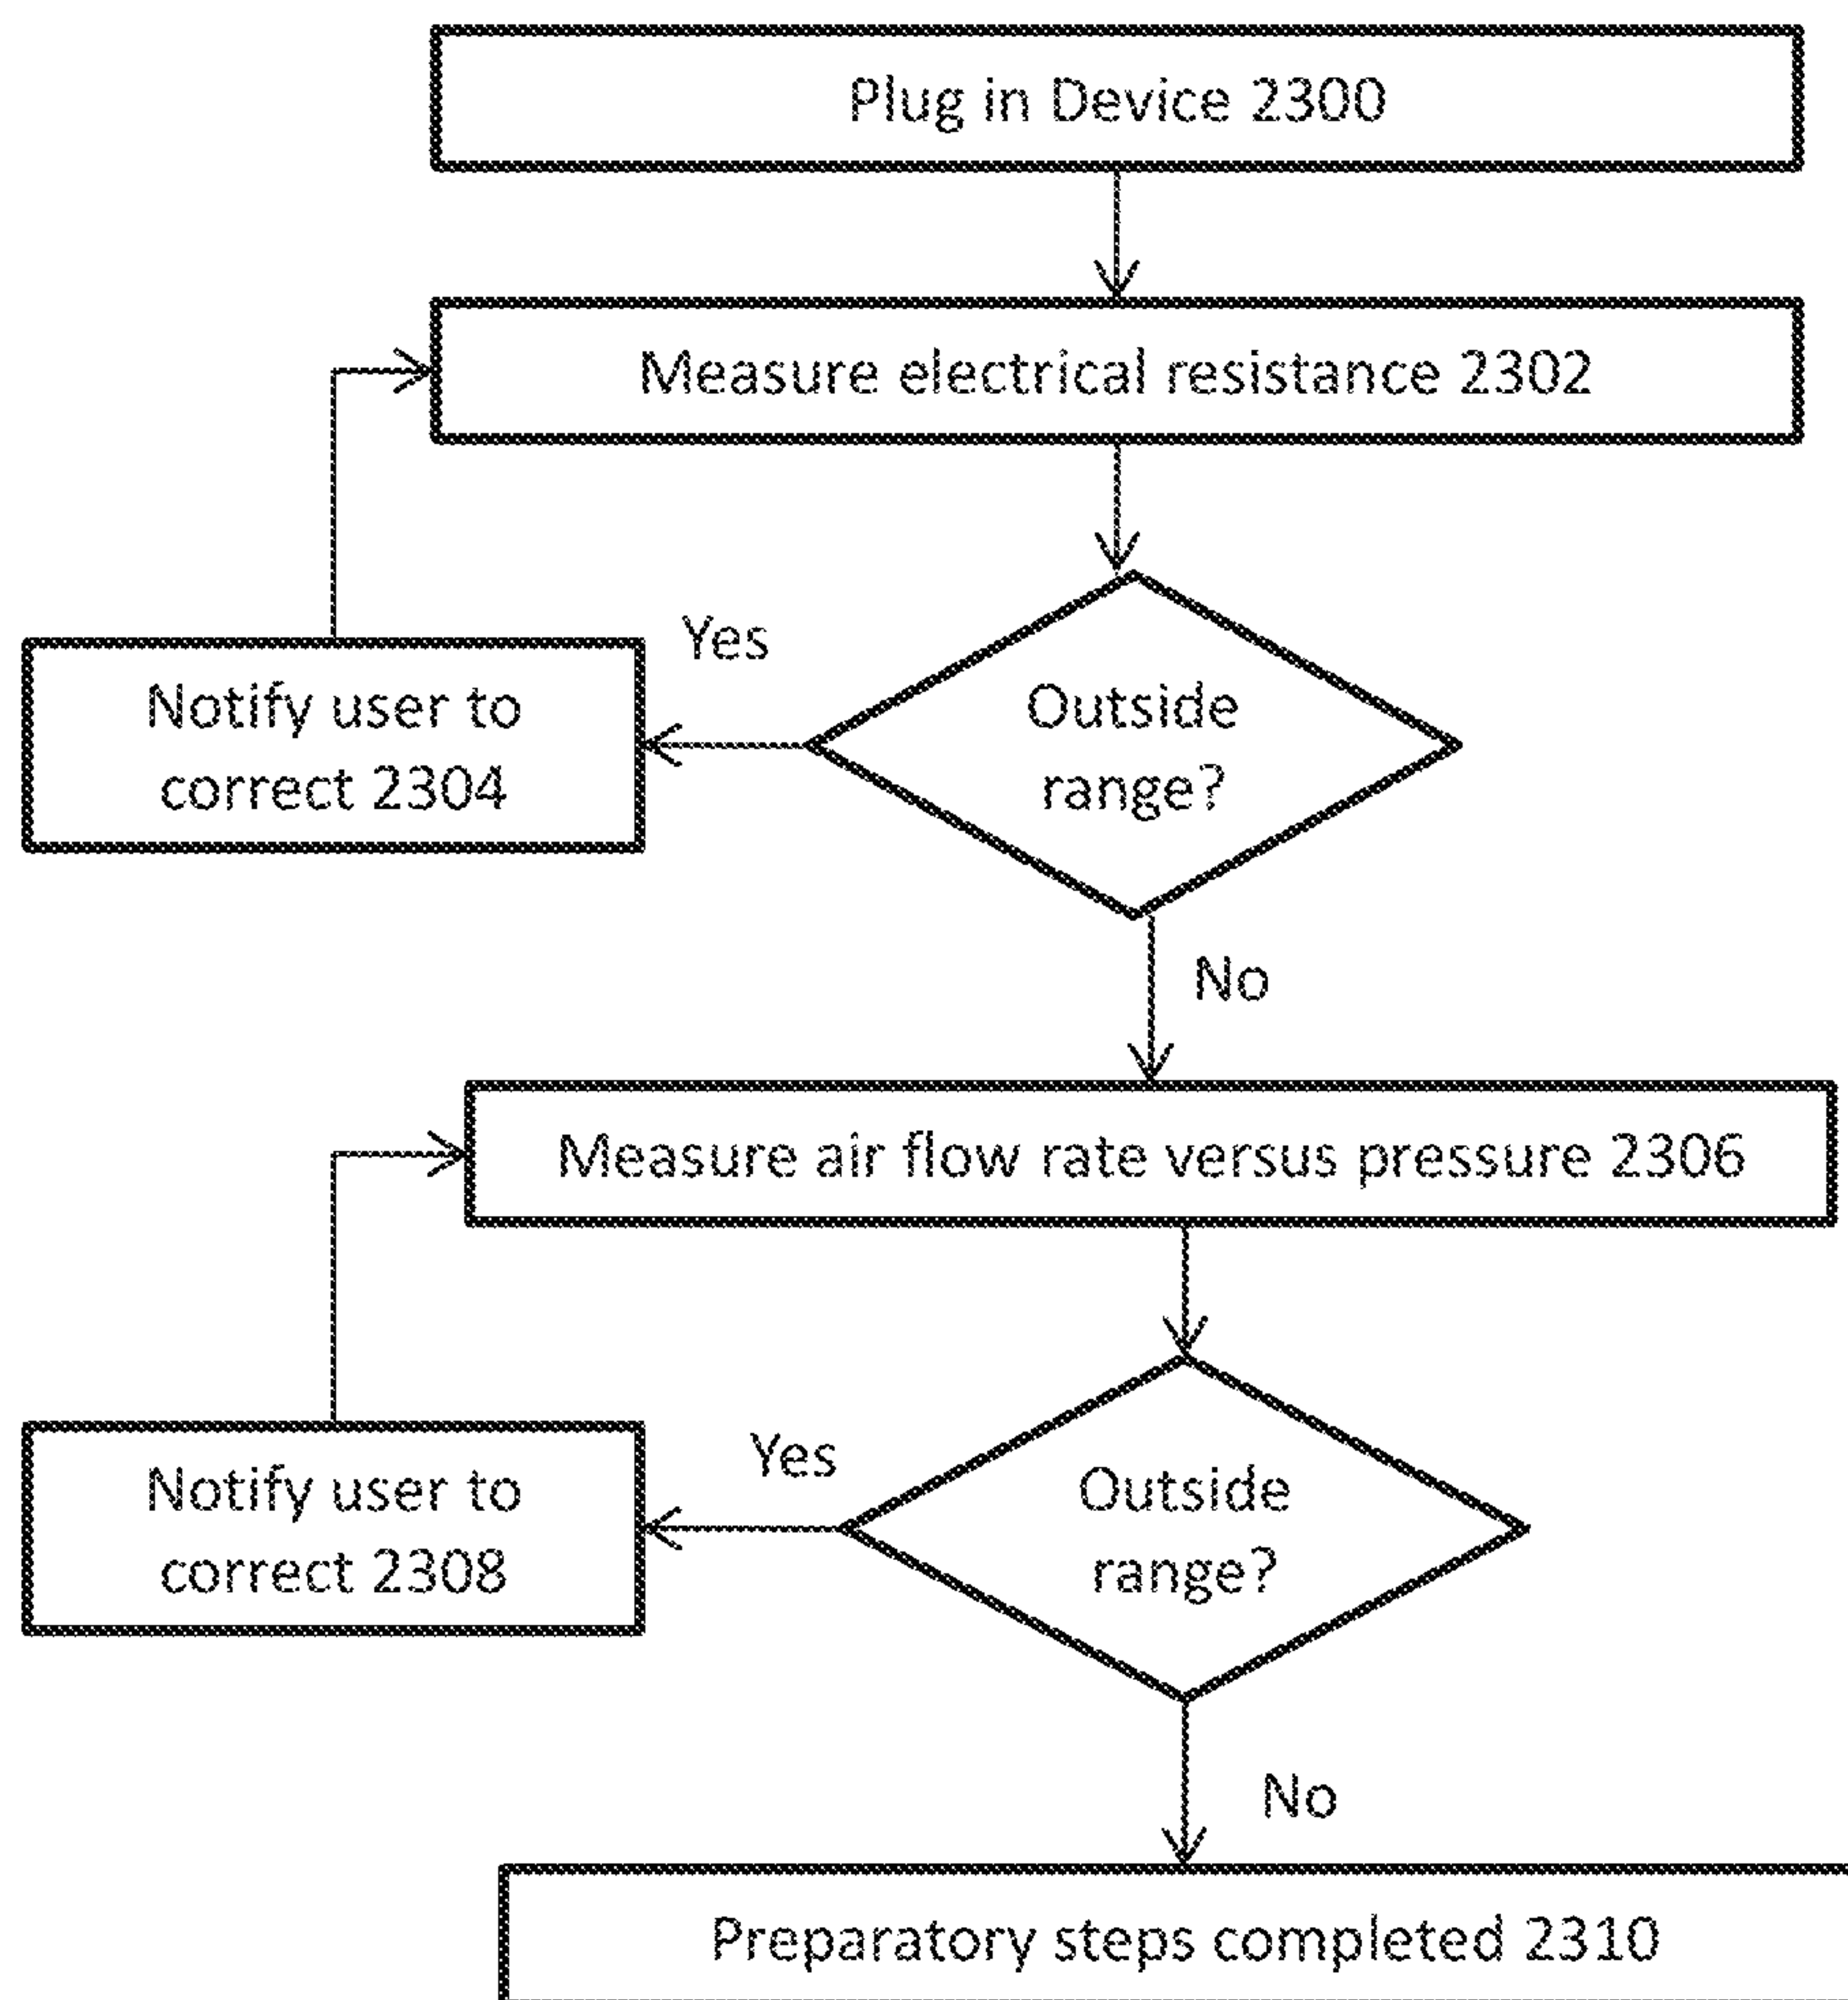 Plug in Device 2300
Measure electrical resistance 2302
Yes
Notify user to
correct 2304
Outside
range?
No
Measure air flow rate versus pressure 2306
Yes
Notify user to
correct 2308
Outside
range?
No
Preparatory steps completed 2310